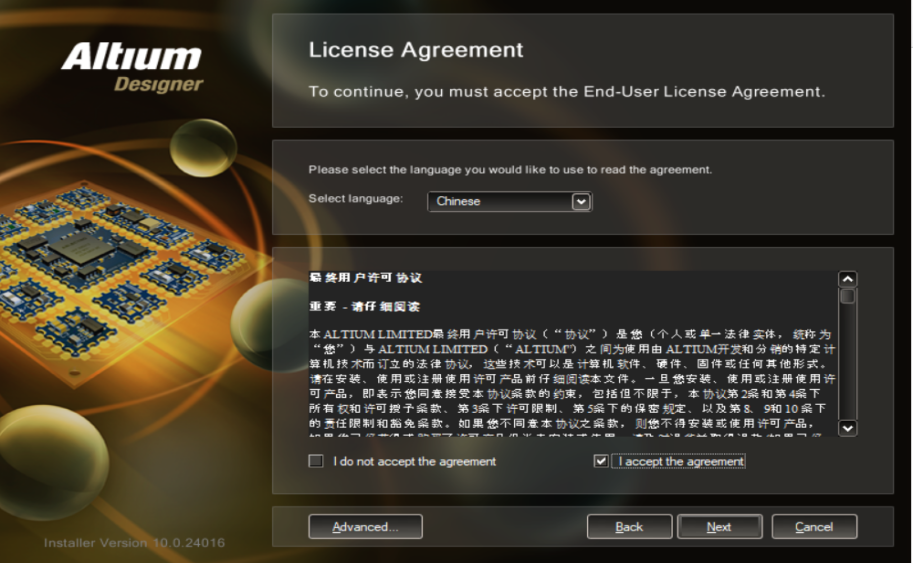 Altium
Designer
License Agreement
To continue, you must accept the End-User License Agreement.
Please select the language you would like to use to read the agreement.
Select language:
Chinese
最终用户许可协议
重要 - 请仔细阅读
本 ALTIUM LIMITED最终用户许可协议（“协议”）是您（个人或单一法律实体，统称为
“您”）与 ALTIUM LIMITED（“ALTIUM”）之间为使用由 ALTIUM开发和分销的特定计
算机技术而订立的法律协议，这些技术可以是计算机软件、硬件、固件或任何其他形式。
请在安装、使用或注册使用许可产品前仔细阅读本文件。一旦您安装、使用或注册使用许
可产品，即表示您同意接受本协议条款的约束，包括但不限于，本协议第2条和第4条下
所有权和许可授予条款、第3条下许可限制、第5条下的保密规定、以及第8、9和10条下
的责任限制和豁免条款。如果您不同意本协议之条款，则您不得安装或使用许可产品，
I do not accept the agreement
I accept the agreement
Advanced...
Back
Next
Cancel
Installer Version 10.0.24016